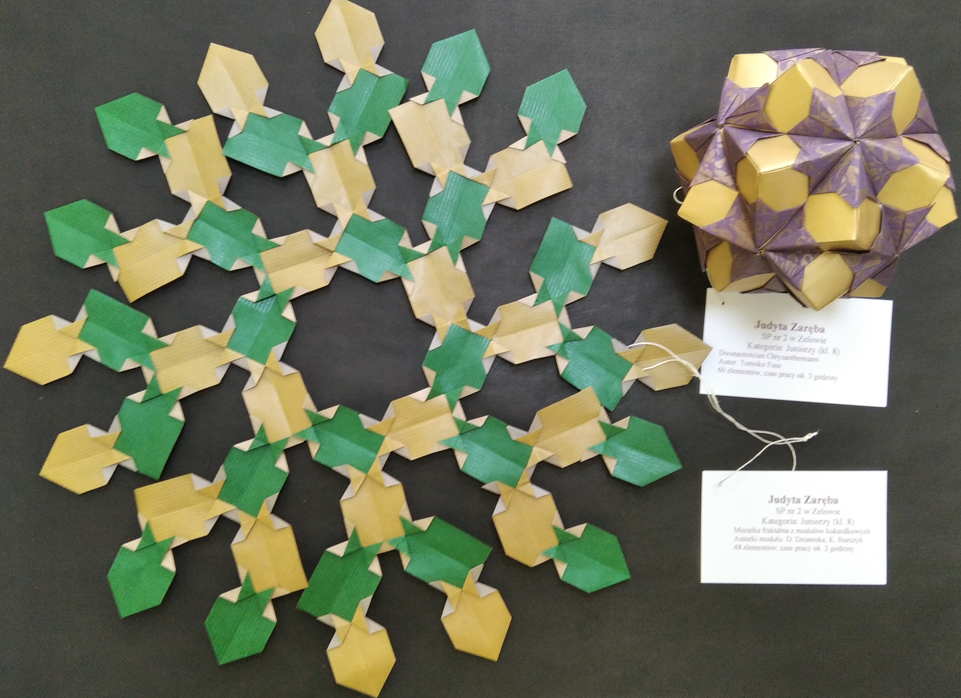 Judyta Zaręba
SP nr 2 w Zelowie
Kategoria: Juniorzy (kl. 8)
Dwunastościan Chrysanthemum
Autor: Tomoko Fuse
60 elementów, czas pracy ok. 3 godziny
Judyta Zaręba
SP nr 2 w Zelowie
Kategoria: Juniorzy (kl. 8)
Mozaika fraktalna z modułów kokardkowych
Autorki modułu: D. Dziamska, K. Burczyk
48 elementów, czas pracy ok. 2 godziny